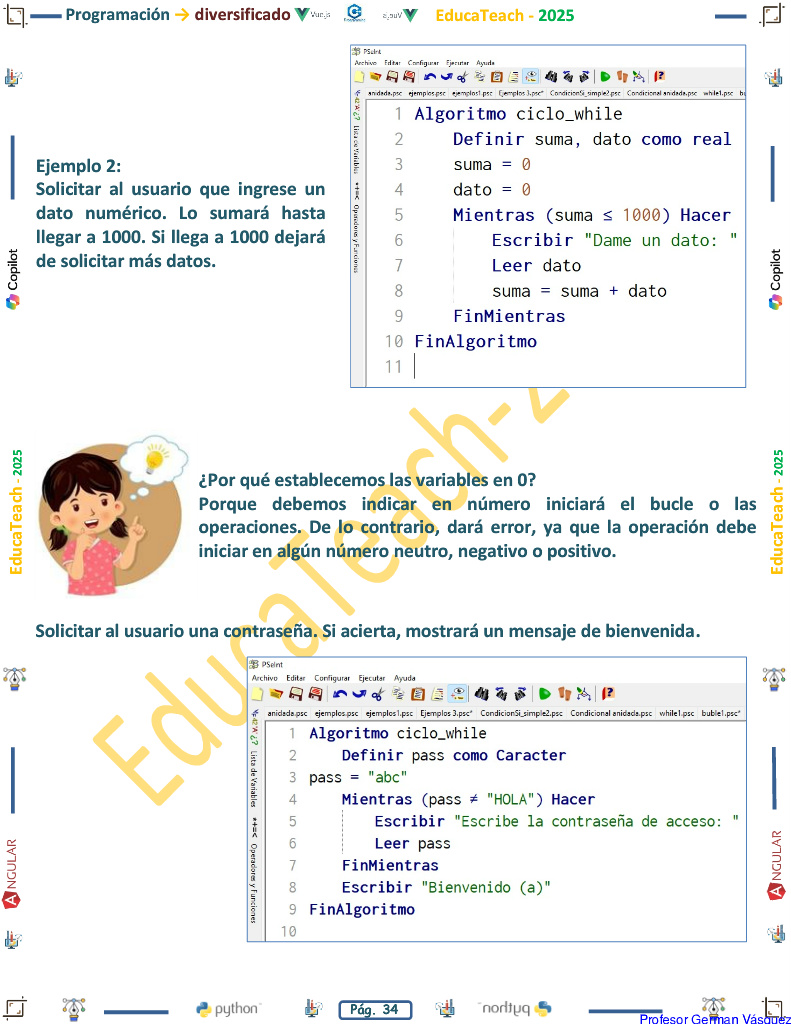 Programación → diversificado Vue.js EducaTeach - 2025
Ejemplo 2:
Solicitar al usuario que ingrese un
dato numérico. Lo sumará hasta
llegar a 1000. Si llega a 1000 dejará
de solicitar más datos.
PSeInt
Archivo Editar Configurar Ejecutar Ayuda
anidada.psc ejemplos.psc ejemplos1.psc Ejemplos 3.psc* CondicionSi_simple2.psc Condicional anidada.psc while1.psc bu
Lista de Variables
Operadores y Funciones
1 Algoritmo ciclo_while
2 Definir suma, dato como real
3 suma = 0
4 dato = 0
5 Mientras (suma ≤ 1000) Hacer
6 Escribir "Dame un dato: "
7 Leer dato
8 suma = suma + dato
9 FinMientras
10 FinAlgoritmo
11
Copilot
Copilot
EducaTeach - 2025
EducaTeach - 2025
¿Por qué establecemos las variables en 0?
Porque debemos indicar en número iniciará el bucle o las
operaciones. De lo contrario, dará error, ya que la operación debe
iniciar en algún número neutro, negativo o positivo.
EducaTeach-2
Solicitar al usuario una contraseña. Si acierta, mostrará un mensaje de bienvenida.
PSeInt
Archivo Editar Configurar Ejecutar Ayuda
anidada.psc ejemplos.psc ejemplos1.psc Ejemplos 3.psc* CondicionSi_simple2.psc Condicional anidada.psc while1.psc buble1.psc*
Lista de Variables
Operadores y Funciones
1 Algoritmo ciclo_while
2 Definir pass como Caracter
3 pass = "abc"
4 Mientras (pass ≠ "HOLA") Hacer
5 Escribir "Escribe la contraseña de acceso: "
6 Leer pass
7 FinMientras
8 Escribir "Bienvenido (a)"
9 FinAlgoritmo
10
ANGULAR
ANGULAR
python Pág. 34 python
Profesor German Vásquez